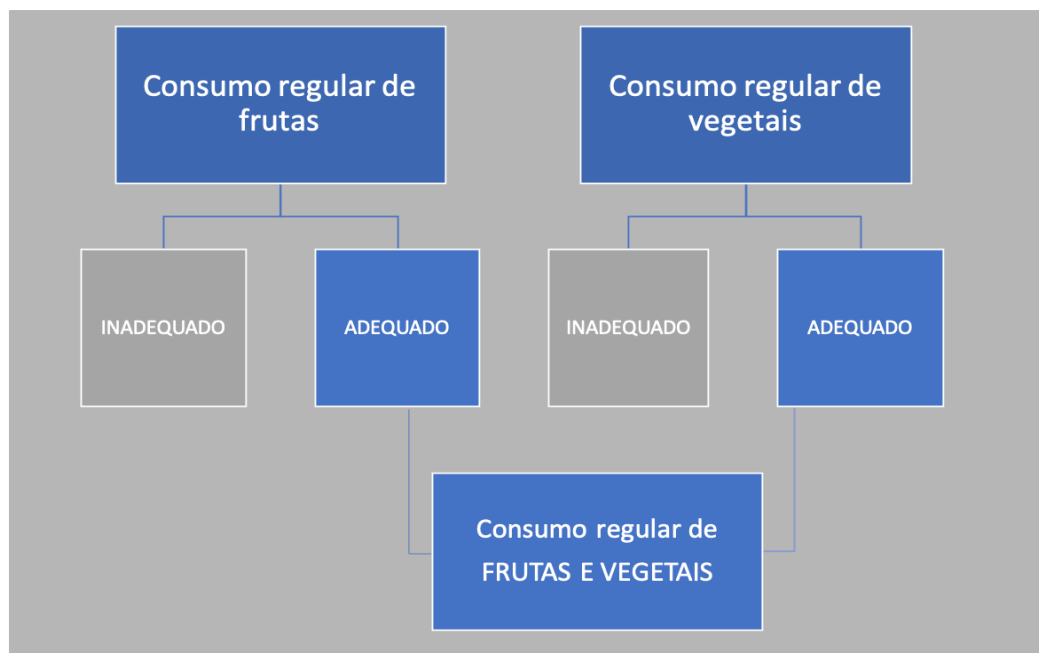 Consumo regular de
frutas
Consumo regular de
vegetais
INADEQUADO
ADEQUADO
INADEQUADO
ADEQUADO
Consumo regular de
FRUTAS E VEGETAIS